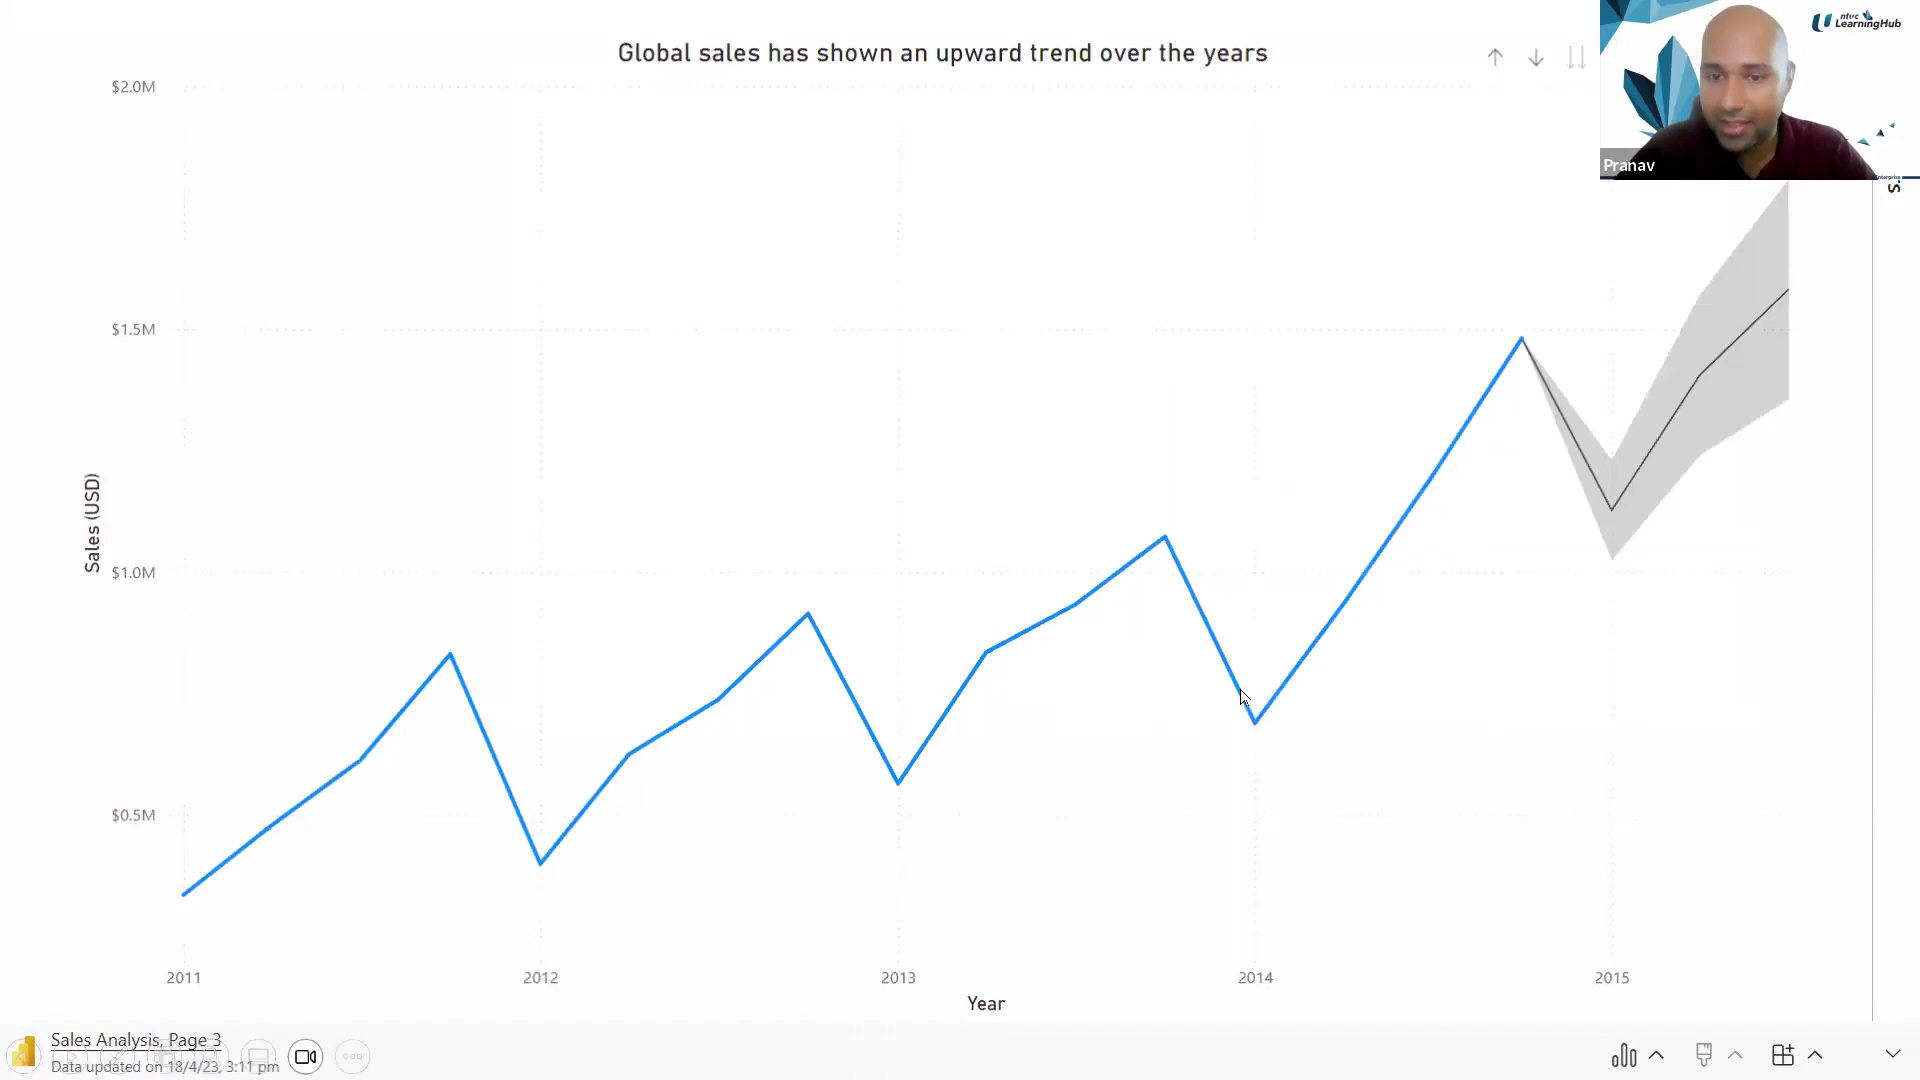 Global sales has shown an upward trend over the years
ntuc
LearningHub
Pranav
$2.0M
$1.5M
$1.0M
$0.5M
Sales (USD)
2011
2012
2013
2014
2015
Year
Sales Analysis, Page 3
Data updated on 18/4/23, 3:11 pm